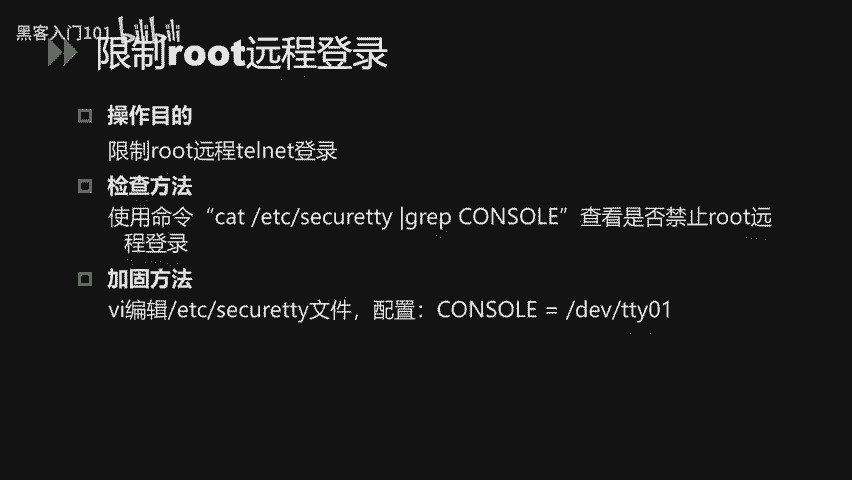 黑客入门101 bilibili
限制root远程登录
操作目的
限制root远程telnet登录
检查方法
使用命令“cat /etc/securetty |grep CONSOLE”查看是否禁止root远
程登录
加固方法
vi编辑/etc/securetty文件，配置：CONSOLE = /dev/tty01